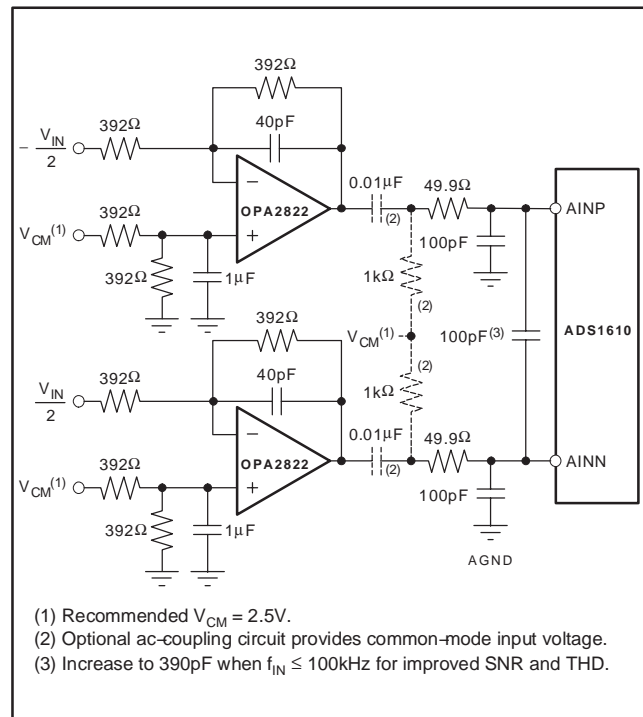 392Ω
− V_IN/2
392Ω
40pF
OPA2822
0.01μF
(2)
49.9Ω
AINP
V_CM(1)
392Ω
392Ω
1μF
1kΩ
(2)
100pF
392Ω
V_CM(1)
100pF(3)
ADS1610
V_IN/2
392Ω
40pF
(2)
1kΩ
OPA2822
0.01μF
(2)
49.9Ω
AINN
V_CM(1)
392Ω
392Ω
1μF
100pF
AGND
(1) Recommended V_CM = 2.5V.
(2) Optional ac−coupling circuit provides common−mode input voltage.
(3) Increase to 390pF when f_IN ≤ 100kHz for improved SNR and THD.